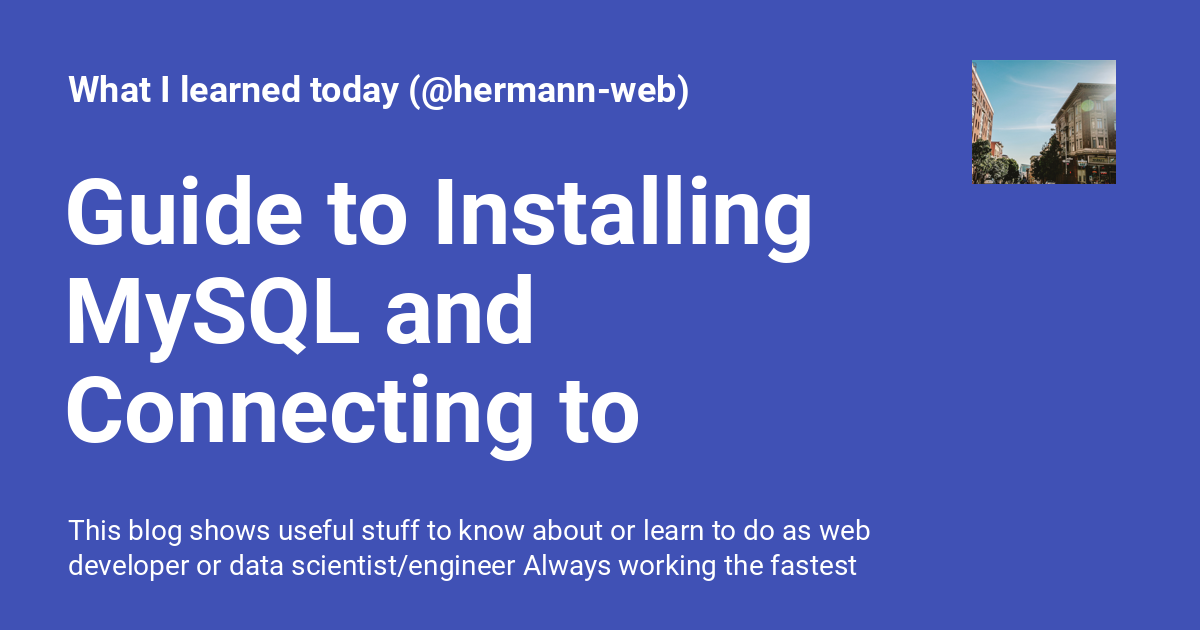 What I learned today (@hermann-web)
Guide to Installing
MySQL and
Connecting to
This blog shows useful stuff to know about or learn to do as web
developer or data scientist/engineer Always working the fastest